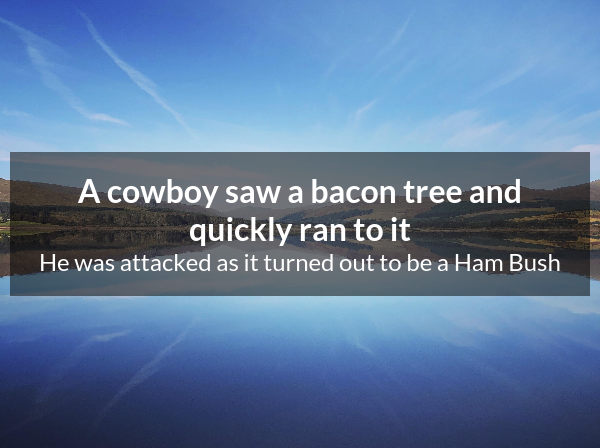 A cowboy saw a bacon tree and
quickly ran to it
He was attacked as it turned out to be a Ham Bush